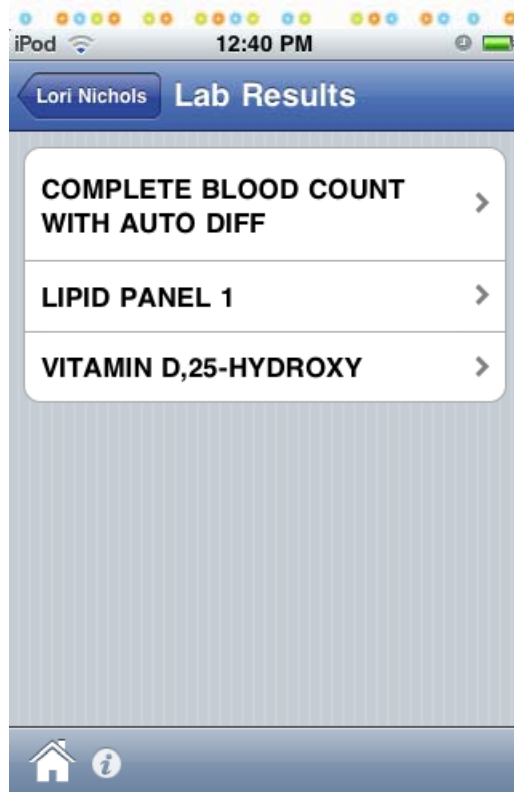 iPod 12:40 PM
Lori Nichols Lab Results
COMPLETE BLOOD COUNT
WITH AUTO DIFF
LIPID PANEL 1
VITAMIN D,25-HYDROXY
i